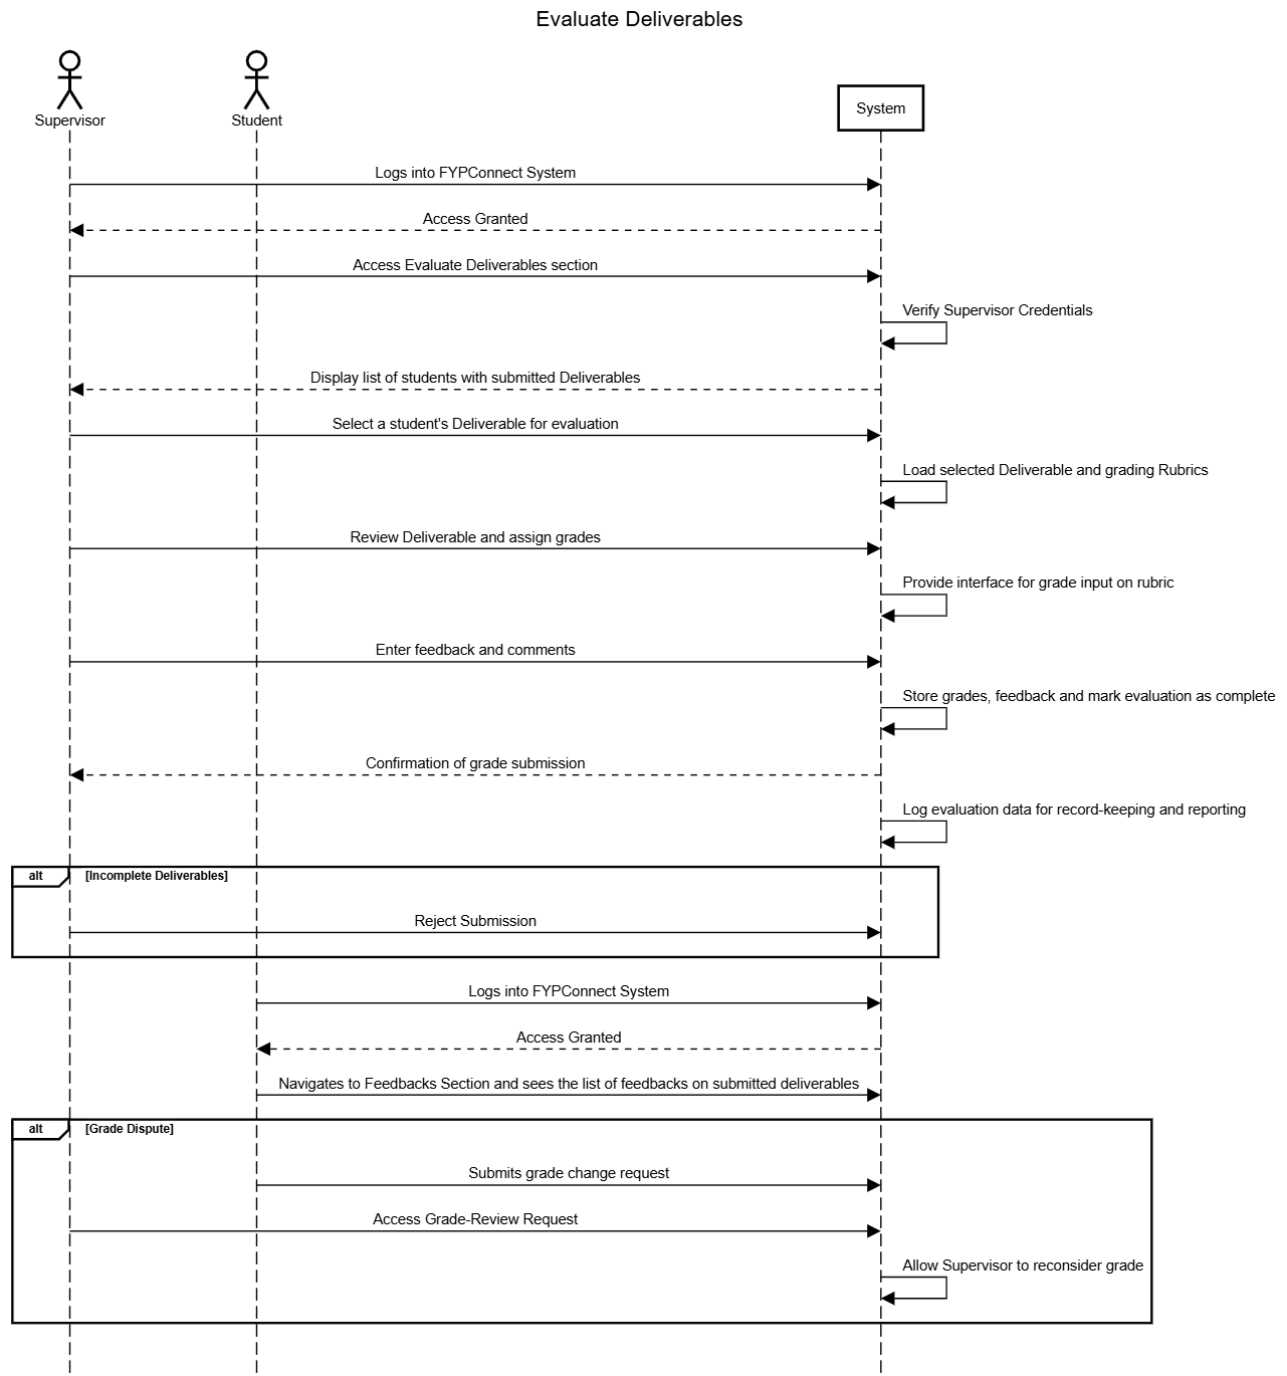 Evaluate Deliverables
Supervisor
Student
System
Logs into FYPConnect System
Access Granted
Access Evaluate Deliverables section
Verify Supervisor Credentials
Display list of students with submitted Deliverables
Select a student's Deliverable for evaluation
Load selected Deliverable and grading Rubrics
Review Deliverable and assign grades
Provide interface for grade input on rubric
Enter feedback and comments
Store grades, feedback and mark evaluation as complete
Confirmation of grade submission
Log evaluation data for record-keeping and reporting
alt [Incomplete Deliverables]
Reject Submission
Logs into FYPConnect System
Access Granted
Navigates to Feedbacks Section and sees the list of feedbacks on submitted deliverables
alt [Grade Dispute]
Submits grade change request
Access Grade-Review Request
Allow Supervisor to reconsider grade